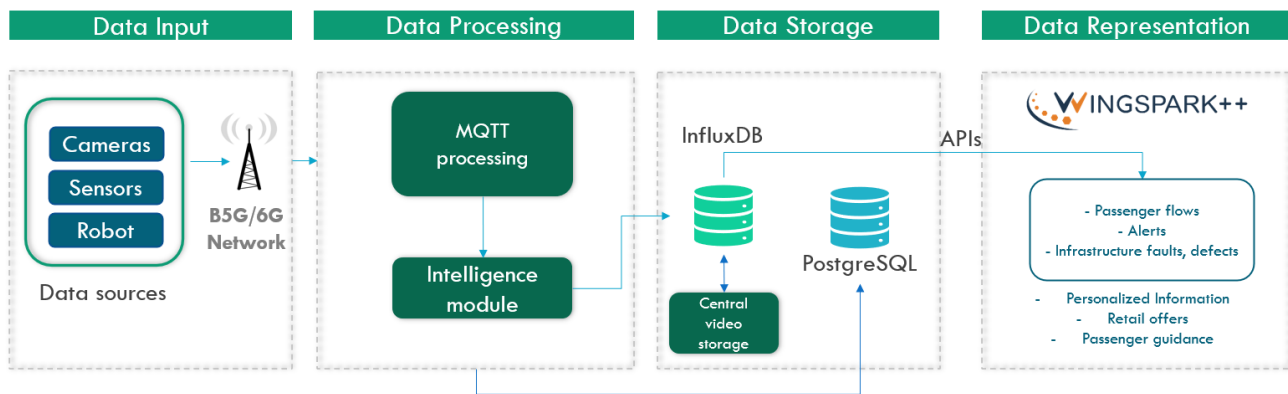 Data Input
Data Processing
Data Storage
Data Representation
Cameras
Sensors
Robot
Data sources
B5G/6G
Network
MQTT
processing
Intelligence
module
InfluxDB
PostgreSQL
Central
video
storage
APIs
WINGSPARK++
- Passenger flows
- Alerts
- Infrastructure faults, defects
- Personalized Information
- Retail offers
- Passenger guidance